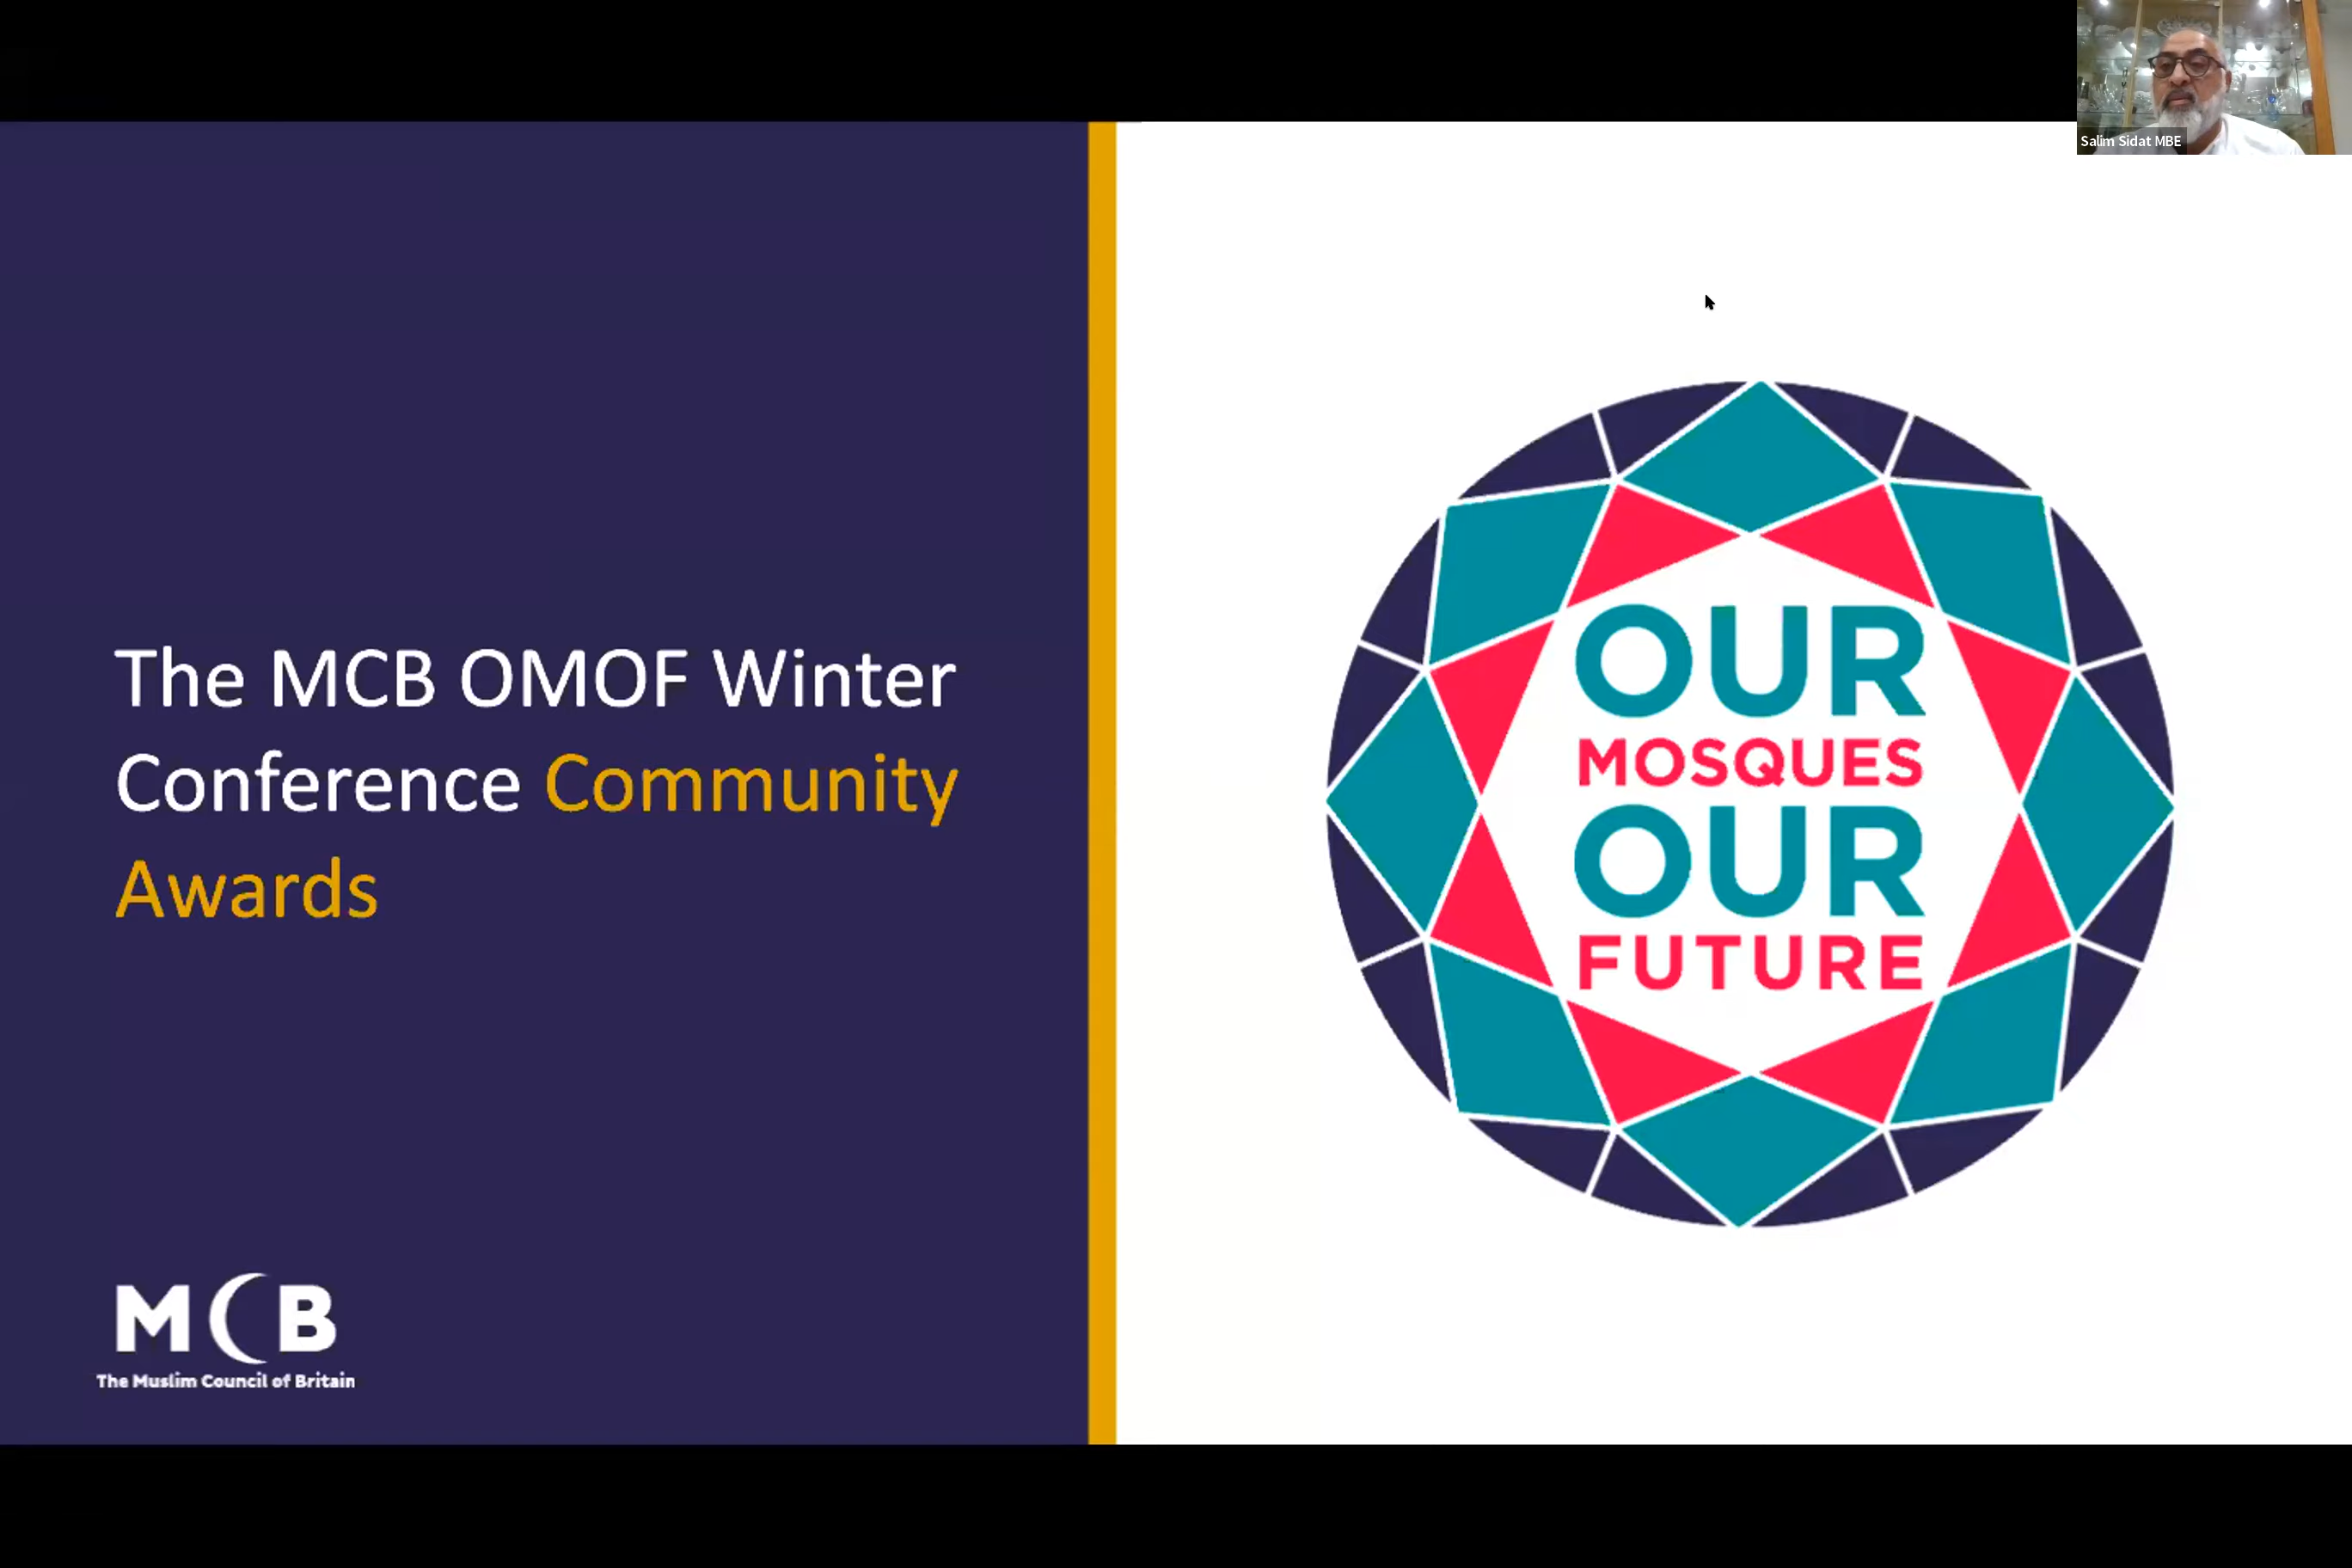 Salim Sidat MBE
The MCB OMOF Winter
Conference Community
Awards
OUR
MOSQUES
OUR
FUTURE
MCB
The Muslim Council of Britain